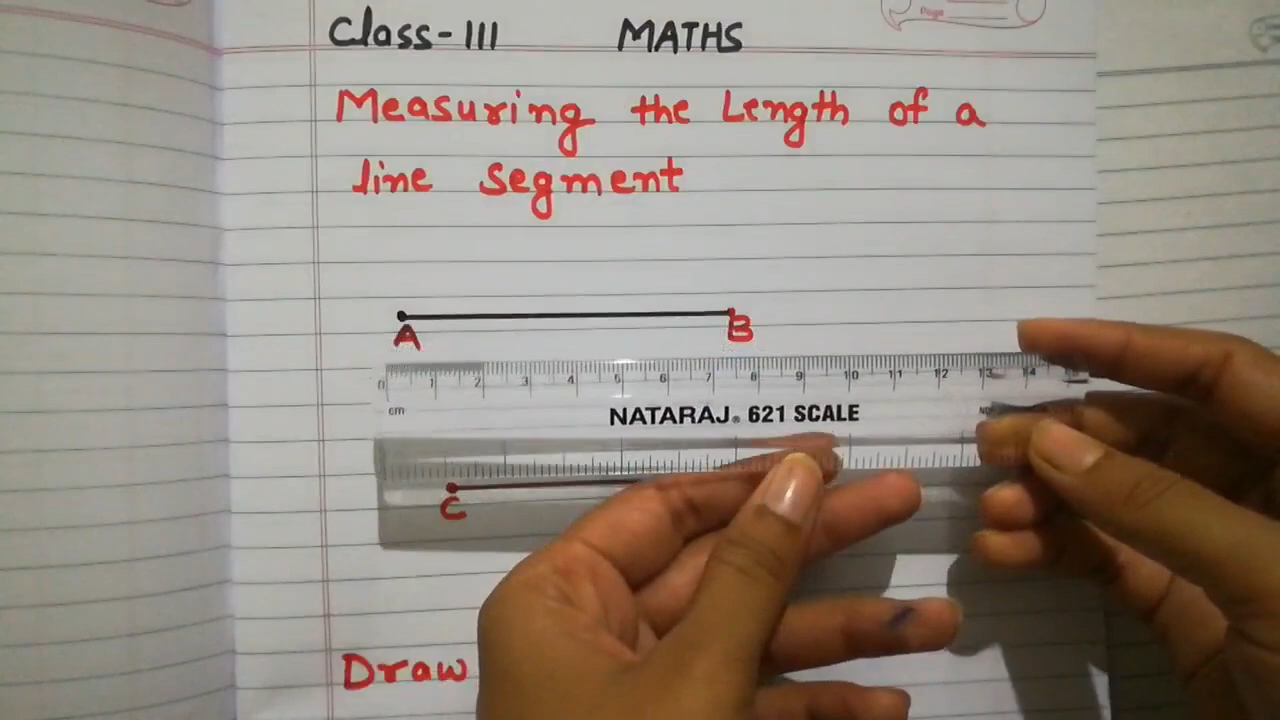 Class-III MATHS
Measuring the Length of a
line segment
A B
0 1 2 3 4 5 6 7 8 9 10 11 12 13 14
cm NATARAJ 621 SCALE
C
Draw